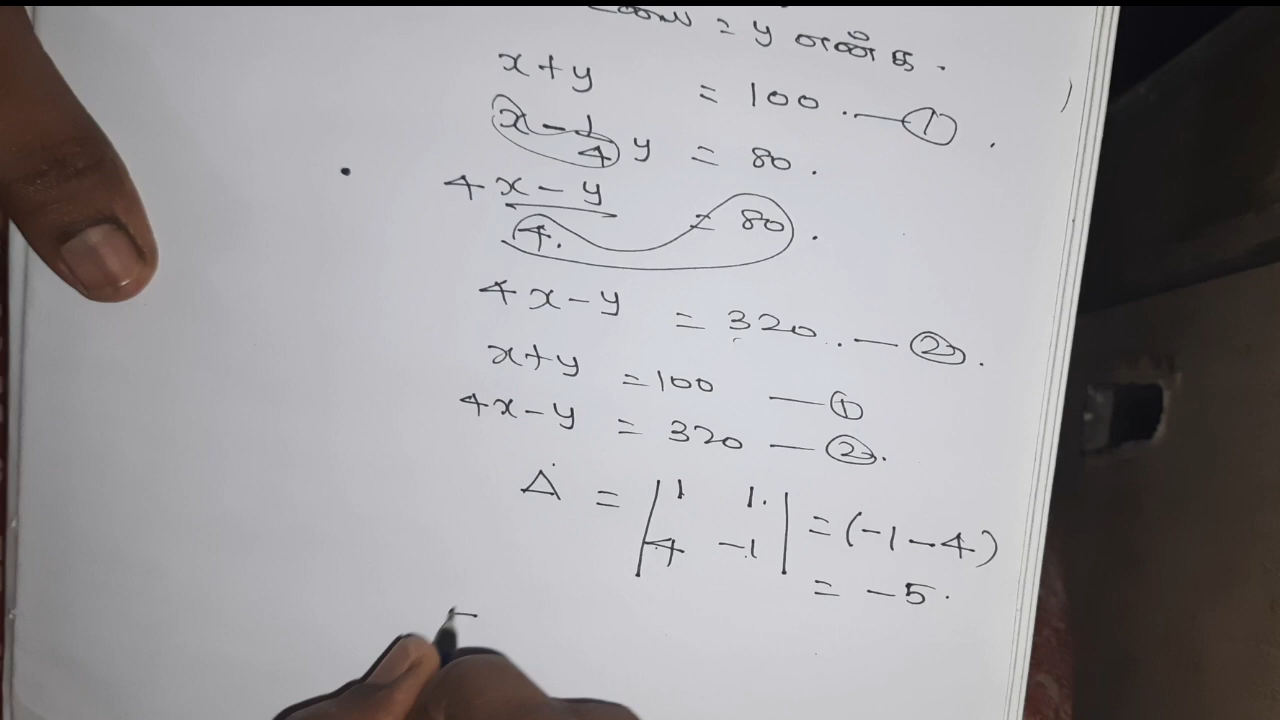 = y என்க.
x + y = 100. — ①
x - 1/4 y = 80.
4x - y / 4. = 80.
4x - y = 320. — ②.
x + y = 100 — ①
4x - y = 320 — ②.
Δ = | 1 1. | = (-1 - 4)
| 4 -1 |
= -5.